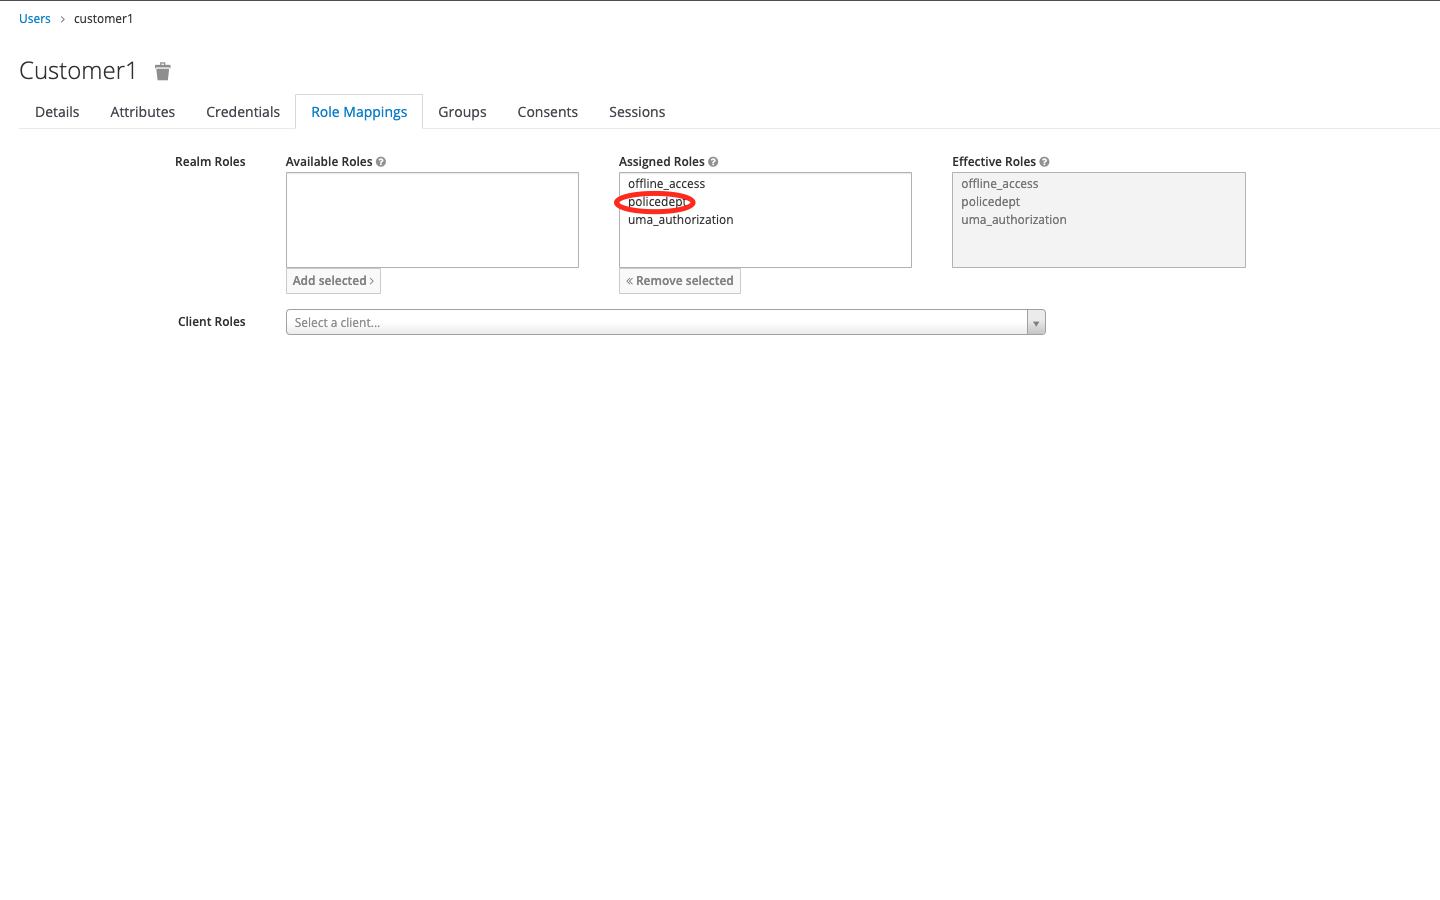 Users > customer1
Customer1
Details Attributes Credentials Role Mappings Groups Consents Sessions
Realm Roles Available Roles Assigned Roles Effective Roles
offline_access offline_access
policedept policedept
uma_authorization uma_authorization
Add selected > « Remove selected
Client Roles Select a client...